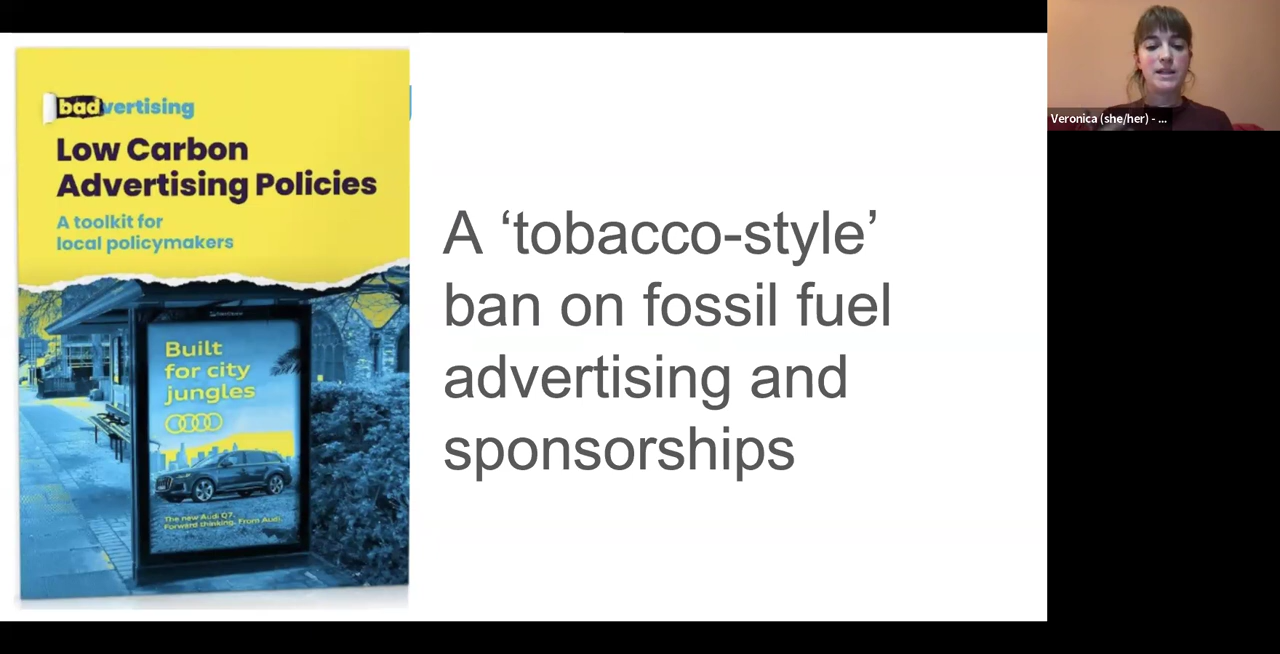 badvertising
Low Carbon
Advertising Policies
A toolkit for
local policymakers
Built
for city
jungles
The new Audi Q7.
Forward thinking. From Audi.
A ‘tobacco-style’
ban on fossil fuel
advertising and
sponsorships
Veronica (she/her) - ...